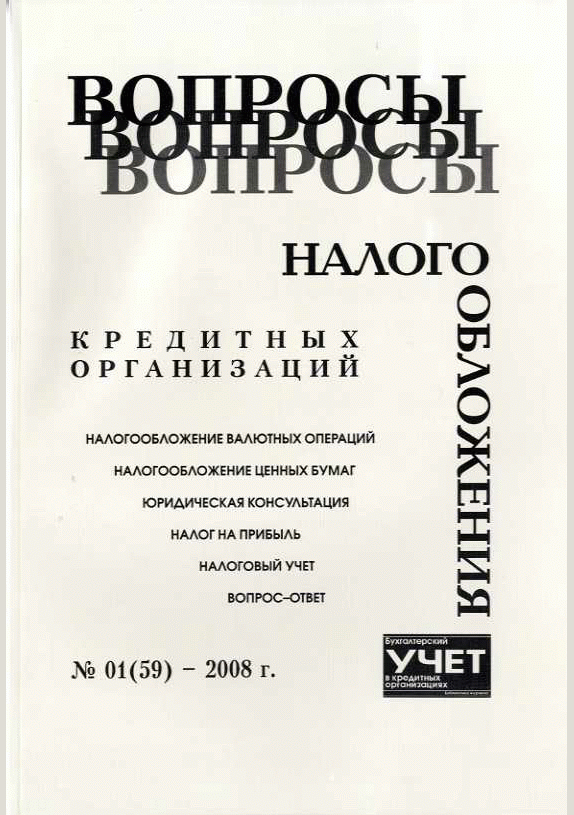 ВОПРОСЫ
ВОПРОСЫ
ВОПРОСЫ
НАЛОГО
ОБЛОЖЕНИЯ
КРЕДИТНЫХ
ОРГАНИЗАЦИЙ
НАЛОГООБЛОЖЕНИЕ ВАЛЮТНЫХ ОПЕРАЦИЙ
НАЛОГООБЛОЖЕНИЕ ЦЕННЫХ БУМАГ
ЮРИДИЧЕСКАЯ КОНСУЛЬТАЦИЯ
НАЛОГ НА ПРИБЫЛЬ
НАЛОГОВЫЙ УЧЕТ
ВОПРОС–ОТВЕТ
№ 01(59) – 2008 г.
Бухгалтерский
УЧЕТ
в кредитных
организациях